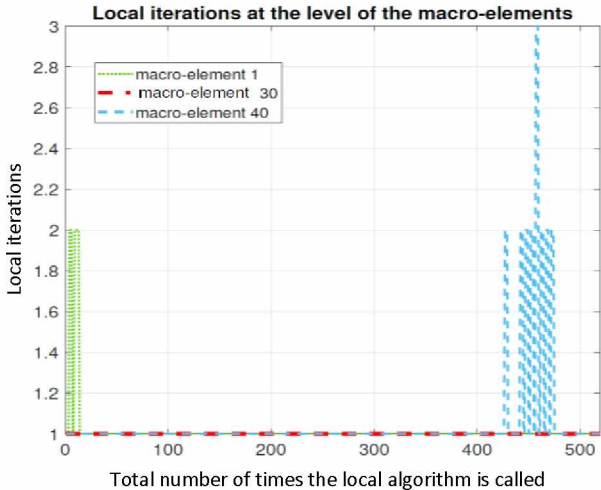 Local iterations at the level of the macro-elements
3
2.8
2.6
2.4
2.2
2
1.8
1.6
1.4
1.2
1
macro-element 1
macro-element 30
macro-element 40
Local iterations
0 100 200 300 400 500
Total number of times the local algorithm is called